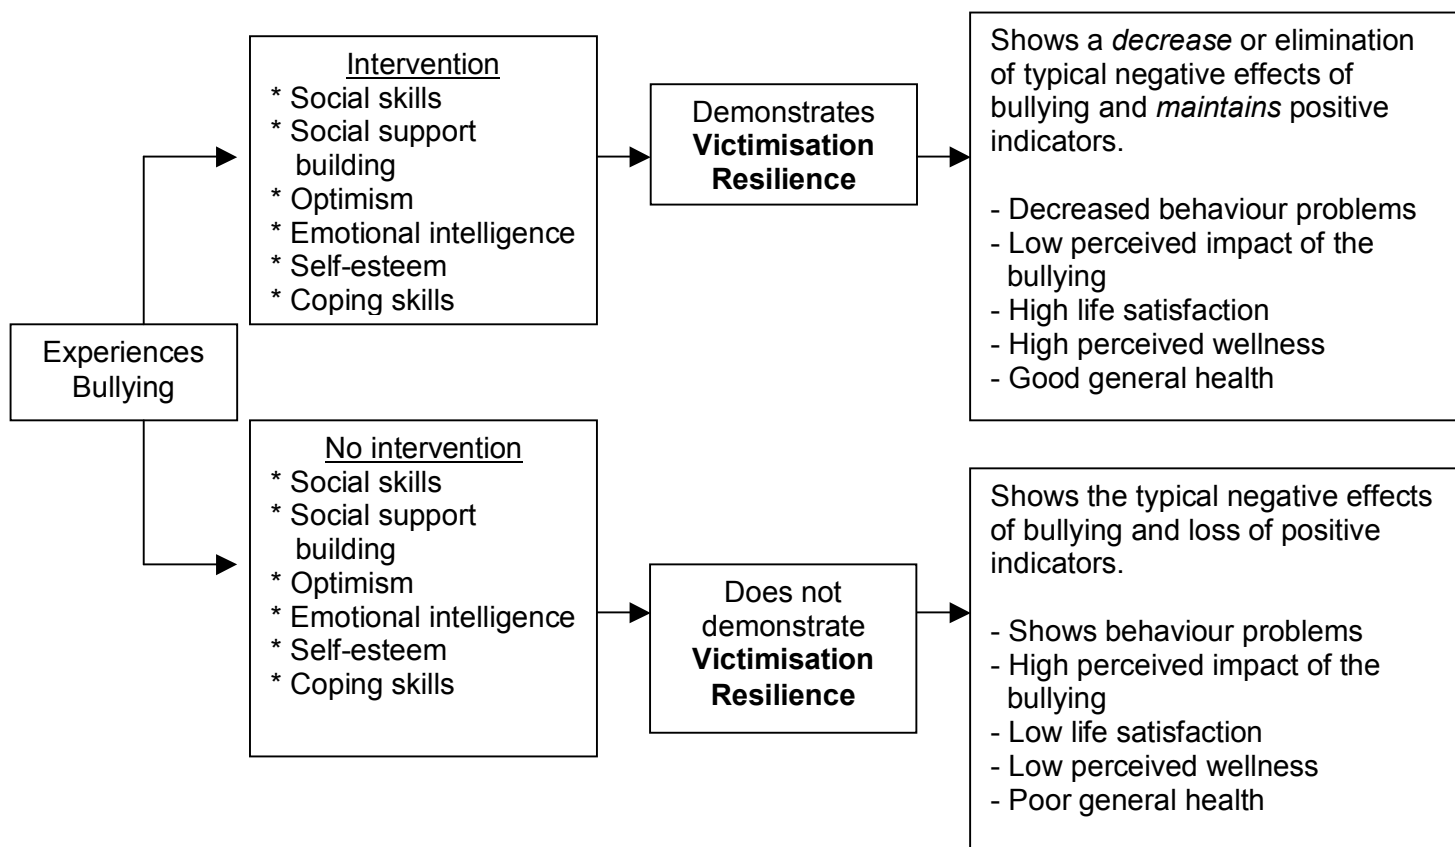 Experiences
Bullying
Intervention
* Social skills
* Social support
building
* Optimism
* Emotional intelligence
* Self-esteem
* Coping skills
Demonstrates
Victimisation
Resilience
Shows a decrease or elimination
of typical negative effects of
bullying and maintains positive
indicators.
- Decreased behaviour problems
- Low perceived impact of the
bullying
- High life satisfaction
- High perceived wellness
- Good general health
No intervention
* Social skills
* Social support
building
* Optimism
* Emotional intelligence
* Self-esteem
* Coping skills
Does not
demonstrate
Victimisation
Resilience
Shows the typical negative effects
of bullying and loss of positive
indicators.
- Shows behaviour problems
- High perceived impact of the
bullying
- Low life satisfaction
- Low perceived wellness
- Poor general health